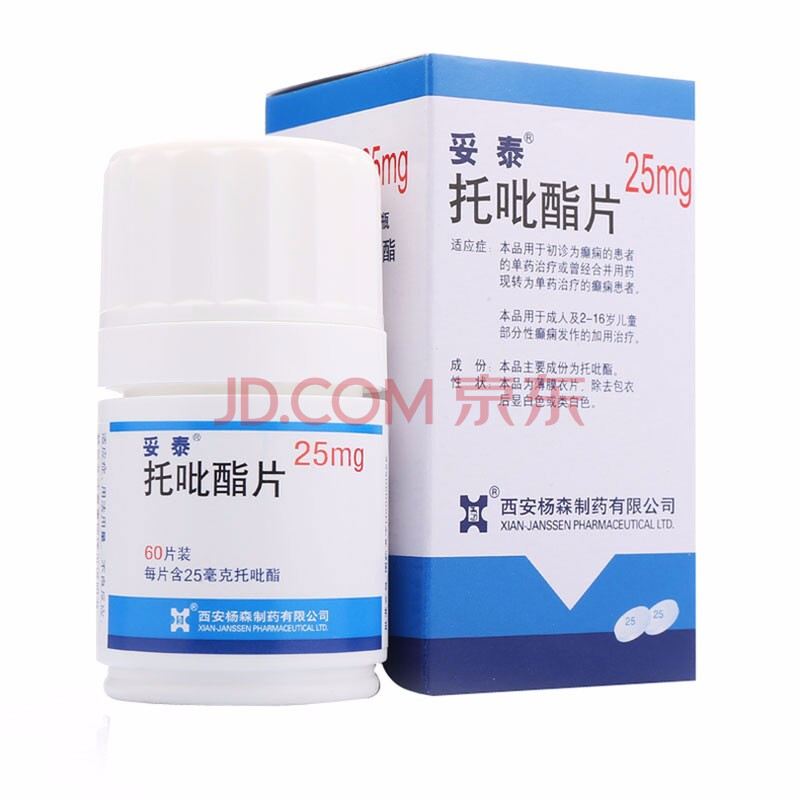 妥泰®
托吡酯片
25mg
适应症：本品用于初诊为癫痫的患者
的单药治疗或曾经合并用药
现转为单药治疗的癫痫患者。
本品用于成人及2-16岁儿童
部分性癫痫发作的加用治疗。
成 份：本品主要成份为托吡酯。
性 状：本品为薄膜衣片，除去包衣
后显白色或类白色。
®
西安杨森制药有限公司
XIAN-JANSSEN PHARMACEUTICAL LTD.
25 25
25mg
瓶
酯
JD.COM 京东
妥泰®
托吡酯片
25mg
60片装
每片含25毫克托吡酯
®
西安杨森制药有限公司
XIAN-JANSSEN PHARMACEUTICAL LTD.